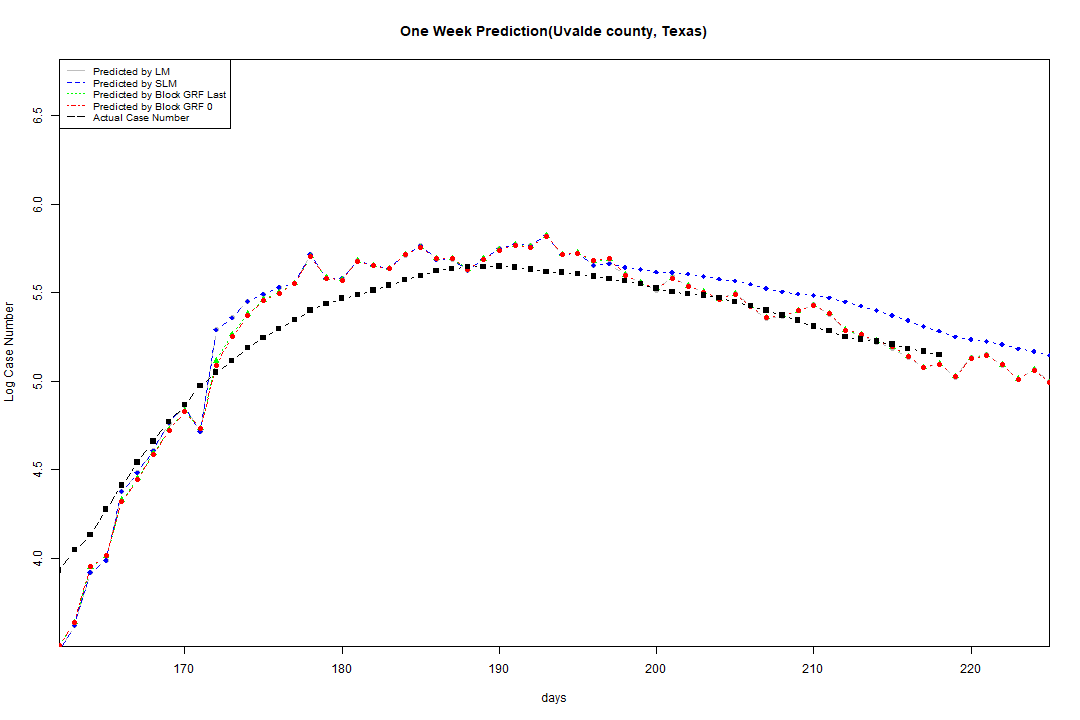 One Week Prediction(Uvalde county, Texas)
Predicted by LM
Predicted by SLM
Predicted by Block GRF Last
Predicted by Block GRF 0
Actual Case Number
6.5
6.0
5.5
5.0
4.5
4.0
Log Case Number
170 180 190 200 210 220
days